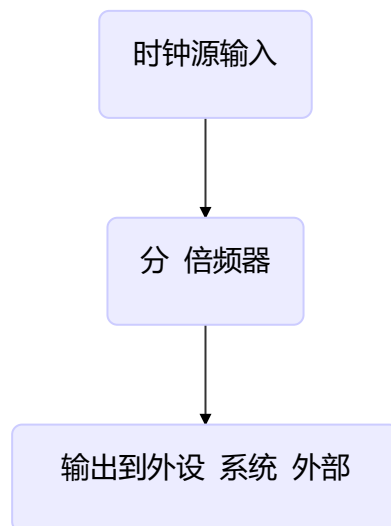 时钟源输入
分 倍频器
输出到外设 系统 外部